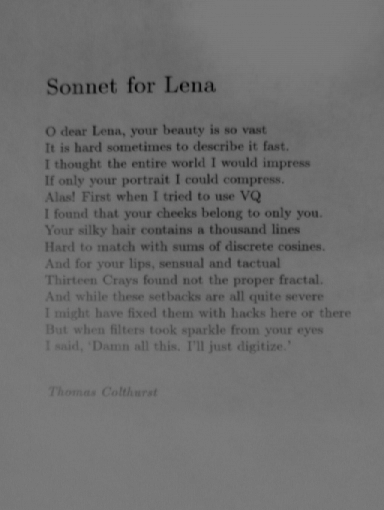 Sonnet for Lena
O dear Lena, your beauty is so vast
It is hard sometimes to describe it fast.
I thought the entire world I would impress
If only your portrait I could compress.
Alas! First when I tried to use VQ
I found that your cheeks belong to only you.
Your silky hair contains a thousand lines
Hard to match with sums of discrete cosines.
And for your lips, sensual and tactual
Thirteen Crays found not the proper fractal.
And while these setbacks are all quite severe
I might have fixed them with hacks here or there
But when filters took sparkle from your eyes
I said, 'Damn all this. I'll just digitize.'
Thomas Colthurst